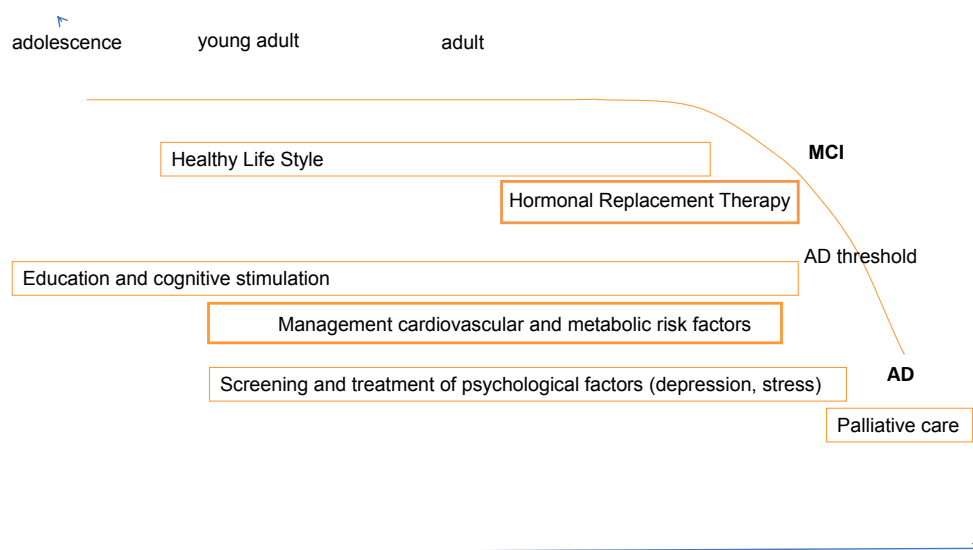 adolescence
young adult
adult
Healthy Life Style
MCI
Hormonal Replacement Therapy
AD threshold
Education and cognitive stimulation
Management cardiovascular and metabolic risk factors
Screening and treatment of psychological factors (depression, stress)
AD
Palliative care